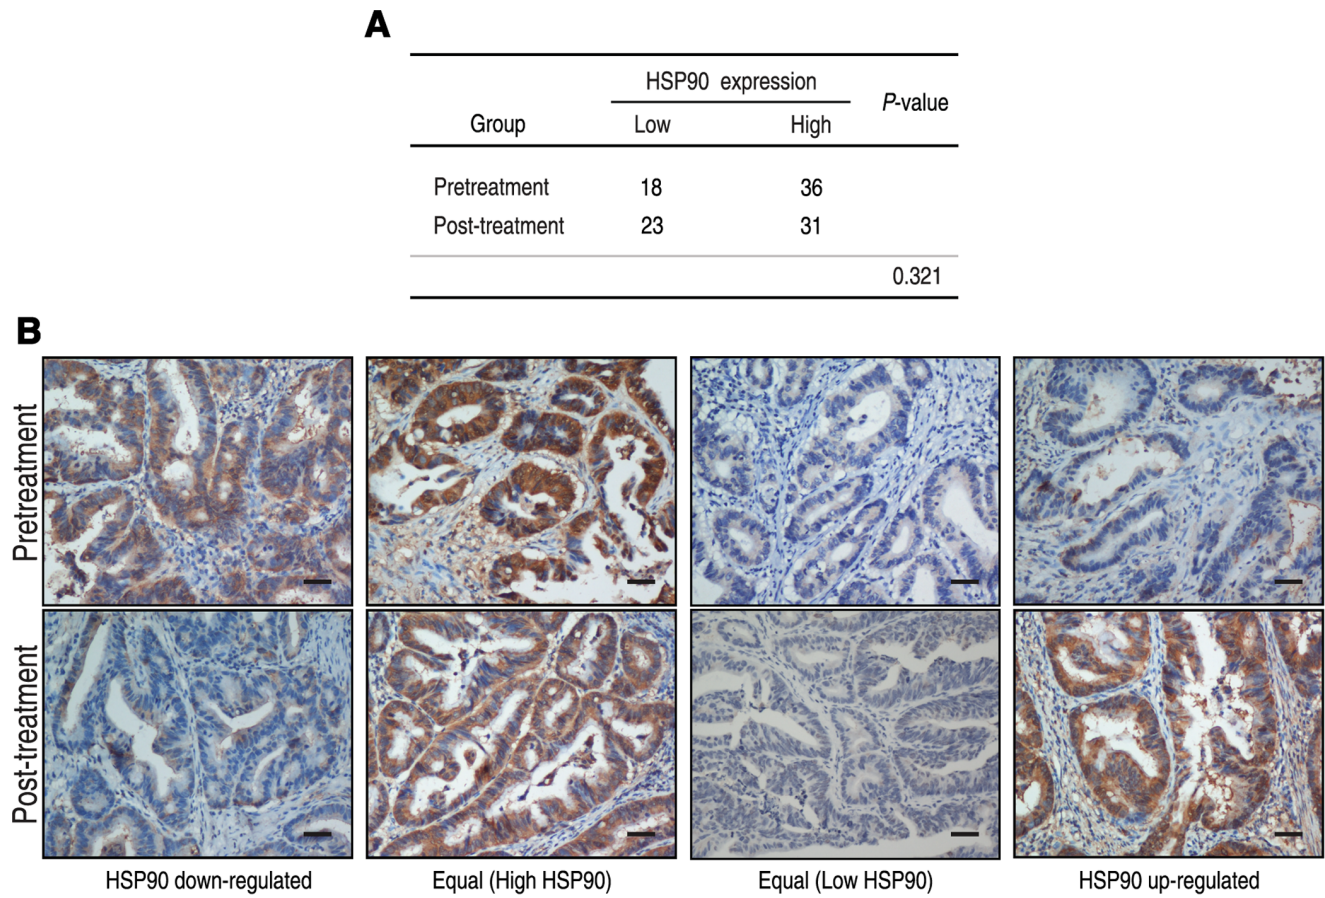 A
HSP90 expression
P-value
Group
Low
High
Pretreatment 18 36
Post-treatment 23 31
0.321
B
Pretreatment
Post-treatment
HSP90 down-regulated
Equal (High HSP90)
Equal (Low HSP90)
HSP90 up-regulated